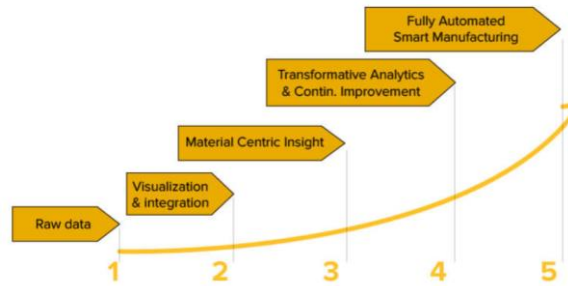 Fully Automated
Smart Manufacturing
Transformative Analytics
& Contin. Improvement
Material Centric Insight
Visualization
& integration
Raw data
1 2 3 4 5